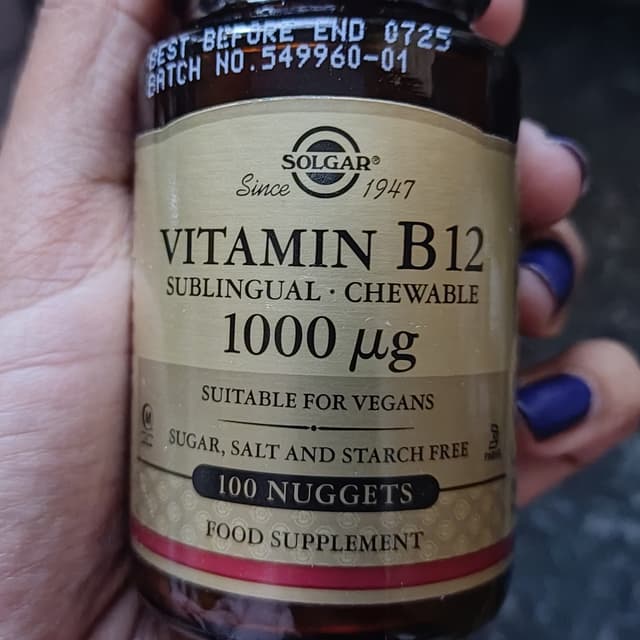 BEST BEFORE END 0725
BATCH NO.549960-01
SOLGAR®
Since 1947
VITAMIN B12
SUBLINGUAL · CHEWABLE
1000 µg
SUITABLE FOR VEGANS
SUGAR, SALT AND STARCH FREE
100 NUGGETS
FOOD SUPPLEMENT